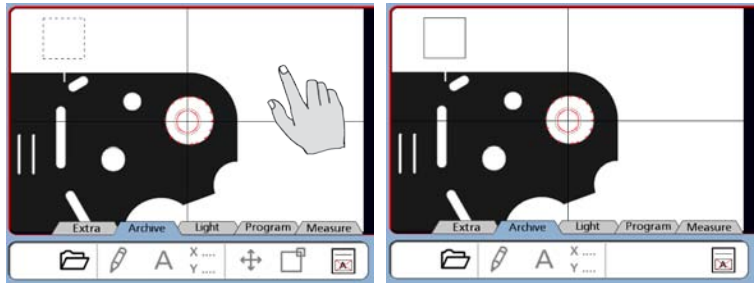 Extra Archive Light Program Measure
A X ....
Y ....
A
Extra Archive Light Program Measure
A X ....
Y ....
A